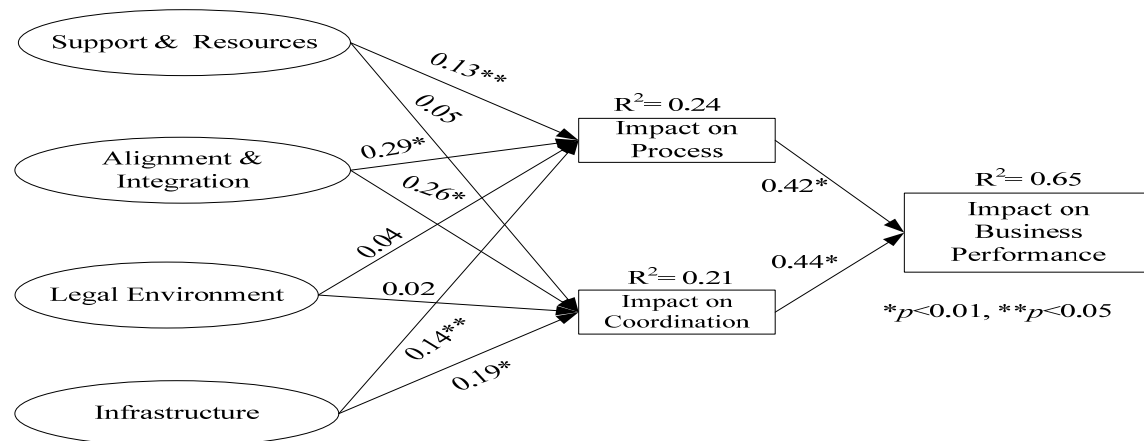 Support & Resources
0.13**
0.05
R²= 0.24
Impact on
Process
Alignment &
Integration
0.29*
0.26*
0.42*
R²= 0.65
Impact on
Business
Performance
0.04
0.44*
Legal Environment
0.02
R²= 0.21
Impact on
Coordination
*p<0.01, **p<0.05
0.14**
0.19*
Infrastructure